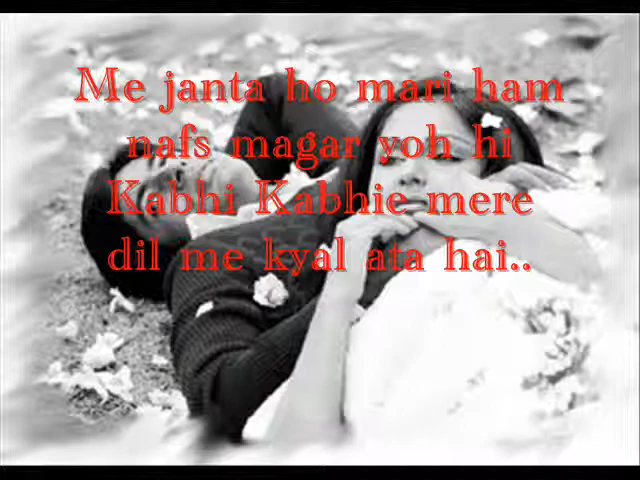 Me janta ho mari ham
nafs magar yoh hi
Kabhi Kabhie mere
dil me kyal ata hai..